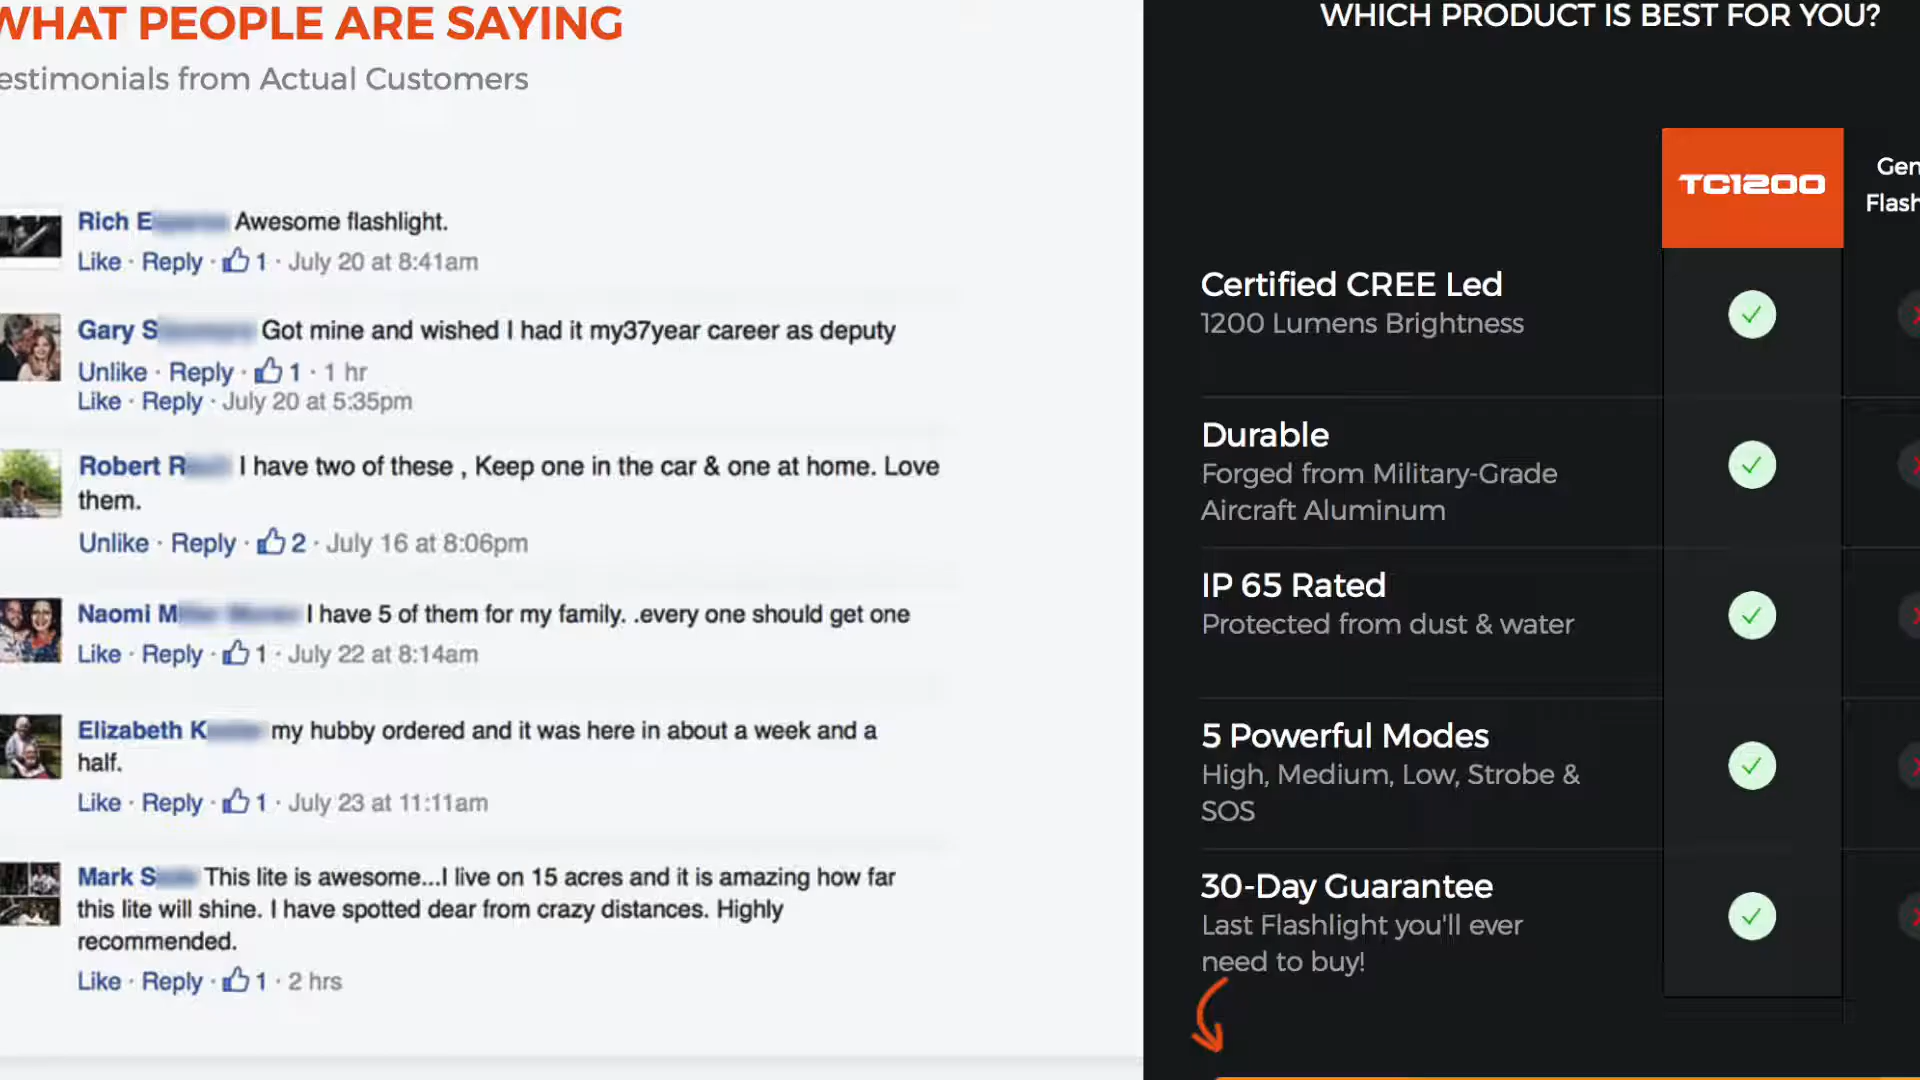 WHAT PEOPLE ARE SAYING
estimonials from Actual Customers
Rich E Awesome flashlight.
Like · Reply · 1 · July 20 at 8:41am
Gary S Got mine and wished I had it my37year career as deputy
Unlike · Reply · 1 · 1 hr
Like · Reply · July 20 at 5:35pm
Robert R I have two of these , Keep one in the car & one at home. Love
them.
Unlike · Reply · 2 · July 16 at 8:06pm
Naomi M I have 5 of them for my family. .every one should get one
Like · Reply · 1 · July 22 at 8:14am
Elizabeth K my hubby ordered and it was here in about a week and a
half.
Like · Reply · 1 · July 23 at 11:11am
Mark S This lite is awesome...I live on 15 acres and it is amazing how far
this lite will shine. I have spotted dear from crazy distances. Highly
recommended.
Like · Reply · 1 · 2 hrs
WHICH PRODUCT IS BEST FOR YOU?
TC1200
Gen
Flash
Certified CREE Led
1200 Lumens Brightness
Durable
Forged from Military-Grade
Aircraft Aluminum
IP 65 Rated
Protected from dust & water
5 Powerful Modes
High, Medium, Low, Strobe &
SOS
30-Day Guarantee
Last Flashlight you'll ever
need to buy!